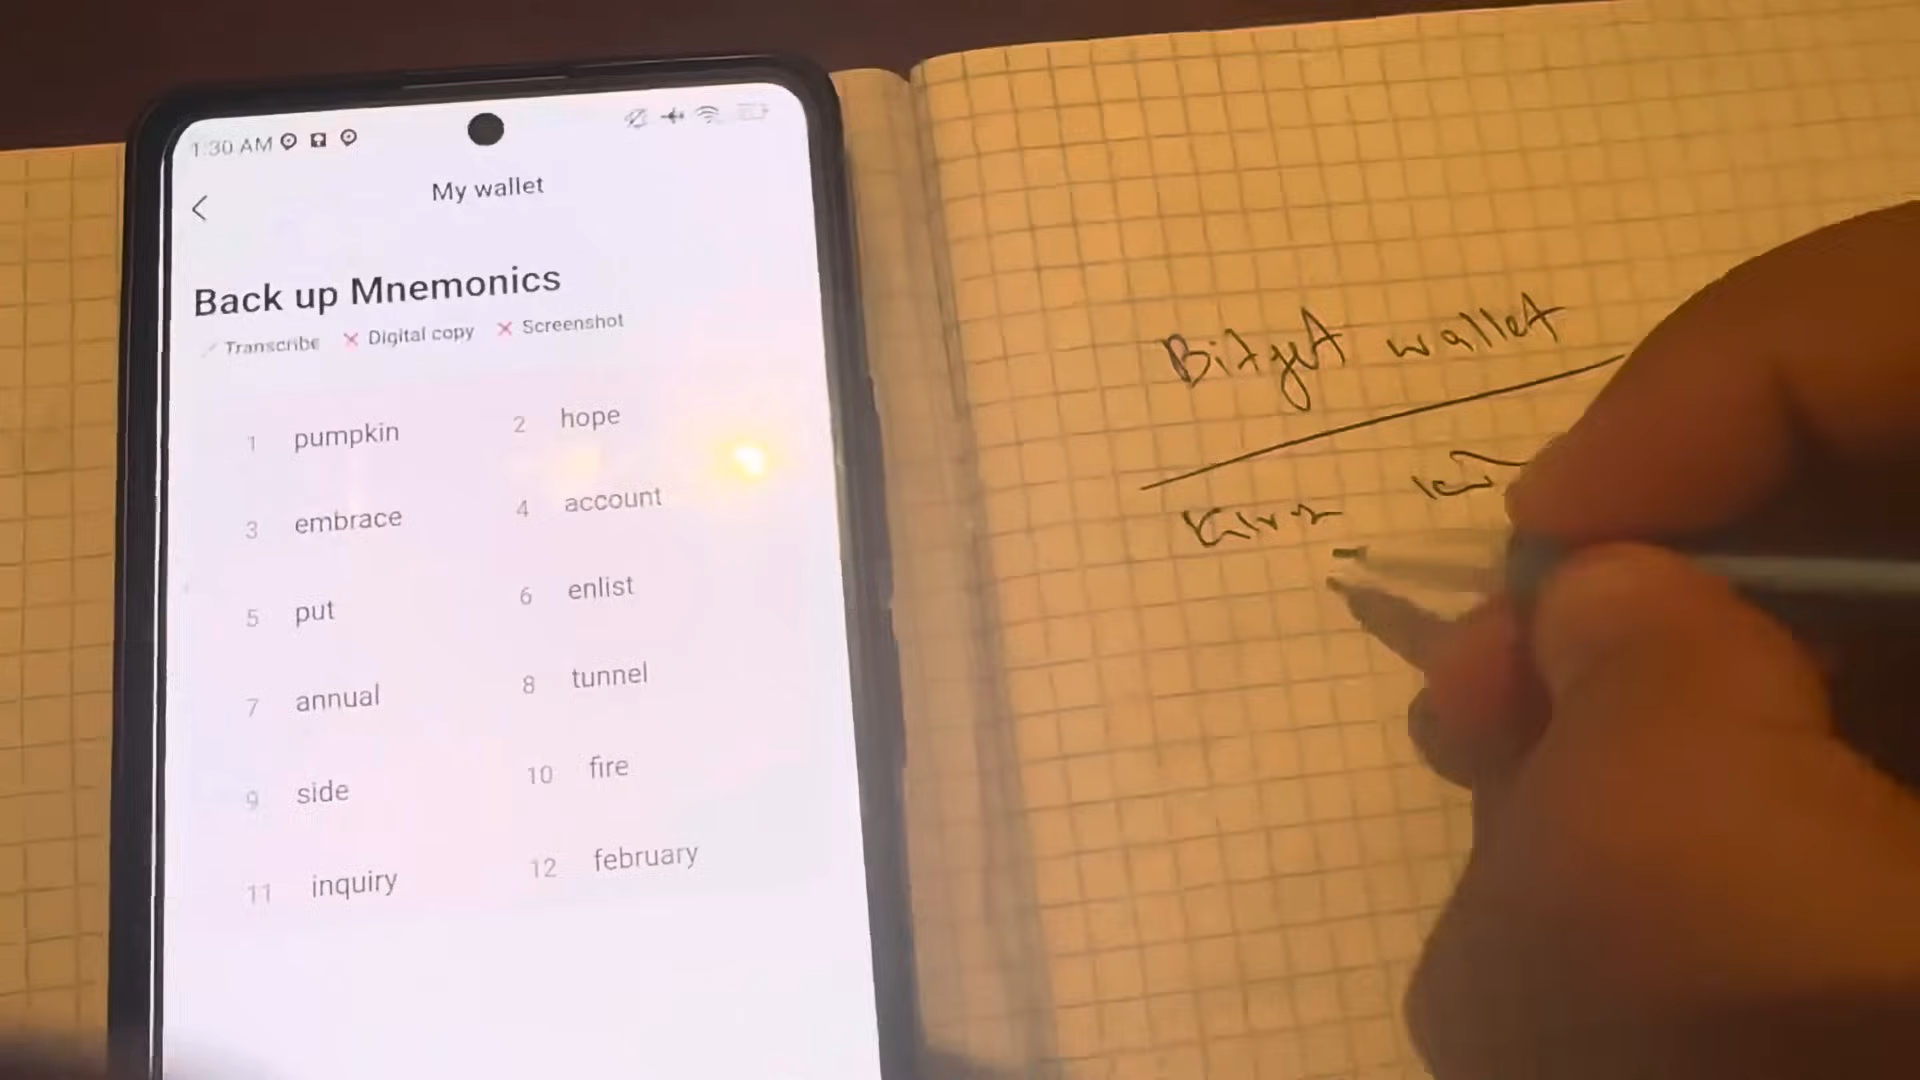 1:30 AM
My wallet
Back up Mnemonics
Transcribe Digital copy Screenshot
1 pumpkin 2 hope
3 embrace 4 account
5 put 6 enlist
7 annual 8 tunnel
9 side 10 fire
11 inquiry 12 february
Bitget wallet